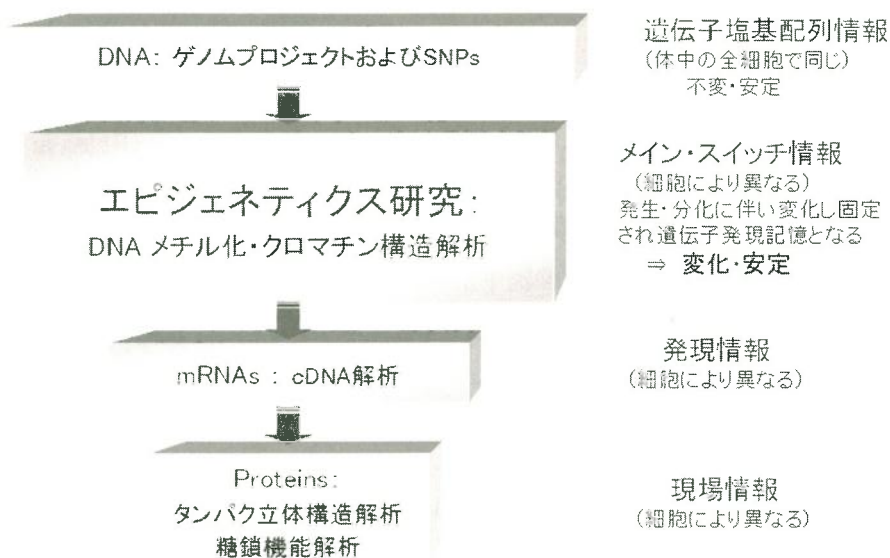 DNA: ゲノムプロジェクトおよびSNPs
遺伝子塩基配列情報
(体中の全細胞で同じ)
不変・安定
エピジェネティクス研究:
DNA メチル化・クロマチン構造解析
メイン・スイッチ情報
(細胞により異なる)
発生・分化に伴い変化し固定
され遺伝子発現記憶となる
⇒ 変化・安定
mRNAs : cDNA解析
発現情報
(細胞により異なる)
Proteins:
タンパク立体構造解析
糖鎖機能解析
現場情報
(細胞により異なる)